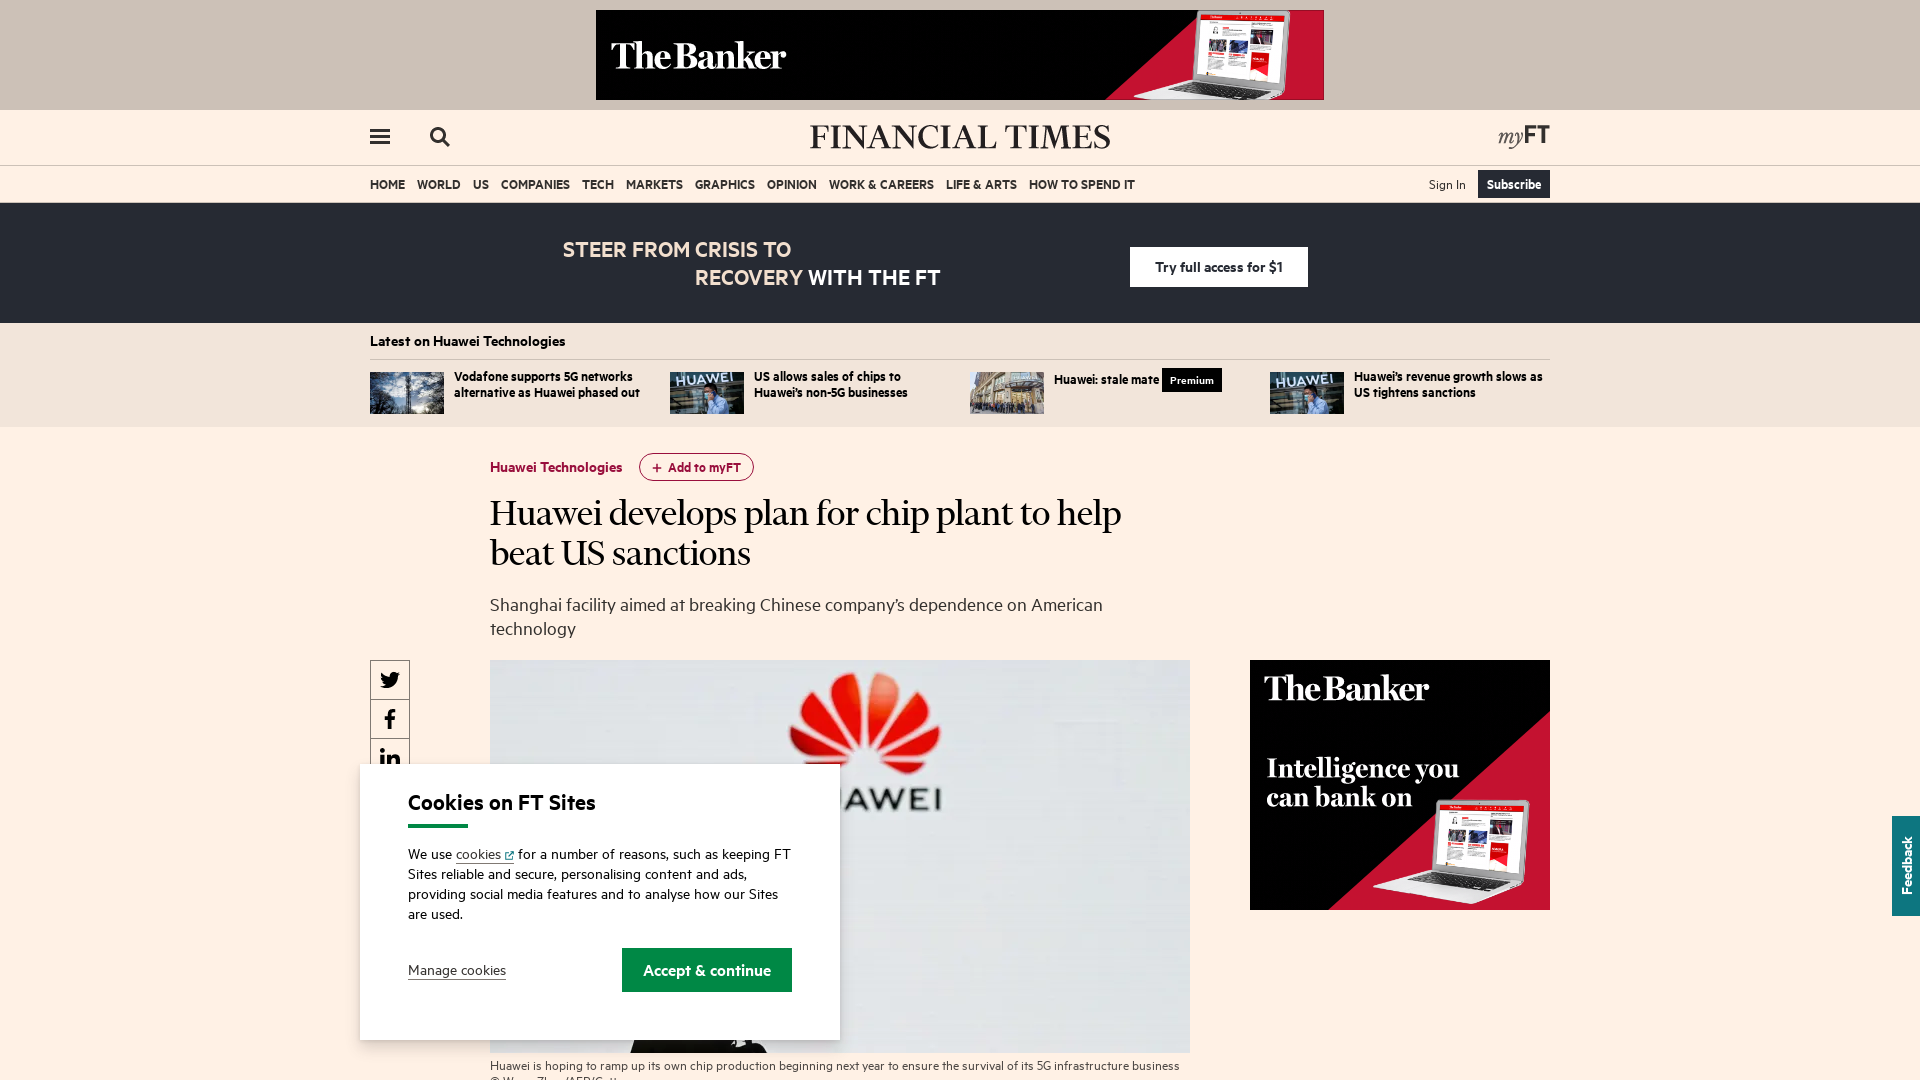 The Banker
FINANCIAL TIMES
myFT
HOME WORLD US COMPANIES TECH MARKETS GRAPHICS OPINION WORK & CAREERS LIFE & ARTS HOW TO SPEND IT
Sign In Subscribe
STEER FROM CRISIS TO
RECOVERY WITH THE FT
Try full access for $1
Latest on Huawei Technologies
Vodafone supports 5G networks
alternative as Huawei phased out
HUAWEI
US allows sales of chips to
Huawei's non-5G businesses
Huawei: stale mate Premium
HUAWEI
Huawei's revenue growth slows as
US tightens sanctions
Huawei Technologies
+ Add to myFT
Huawei develops plan for chip plant to help
beat US sanctions
Shanghai facility aimed at breaking Chinese company's dependence on American
technology
AWEI
The Banker
Intelligence you
can bank on
Cookies on FT Sites
We use cookies for a number of reasons, such as keeping FT
Sites reliable and secure, personalising content and ads,
providing social media features and to analyse how our Sites
are used.
Manage cookies
Accept & continue
Feedback
Huawei is hoping to ramp up its own chip production beginning next year to ensure the survival of its 5G infrastructure business